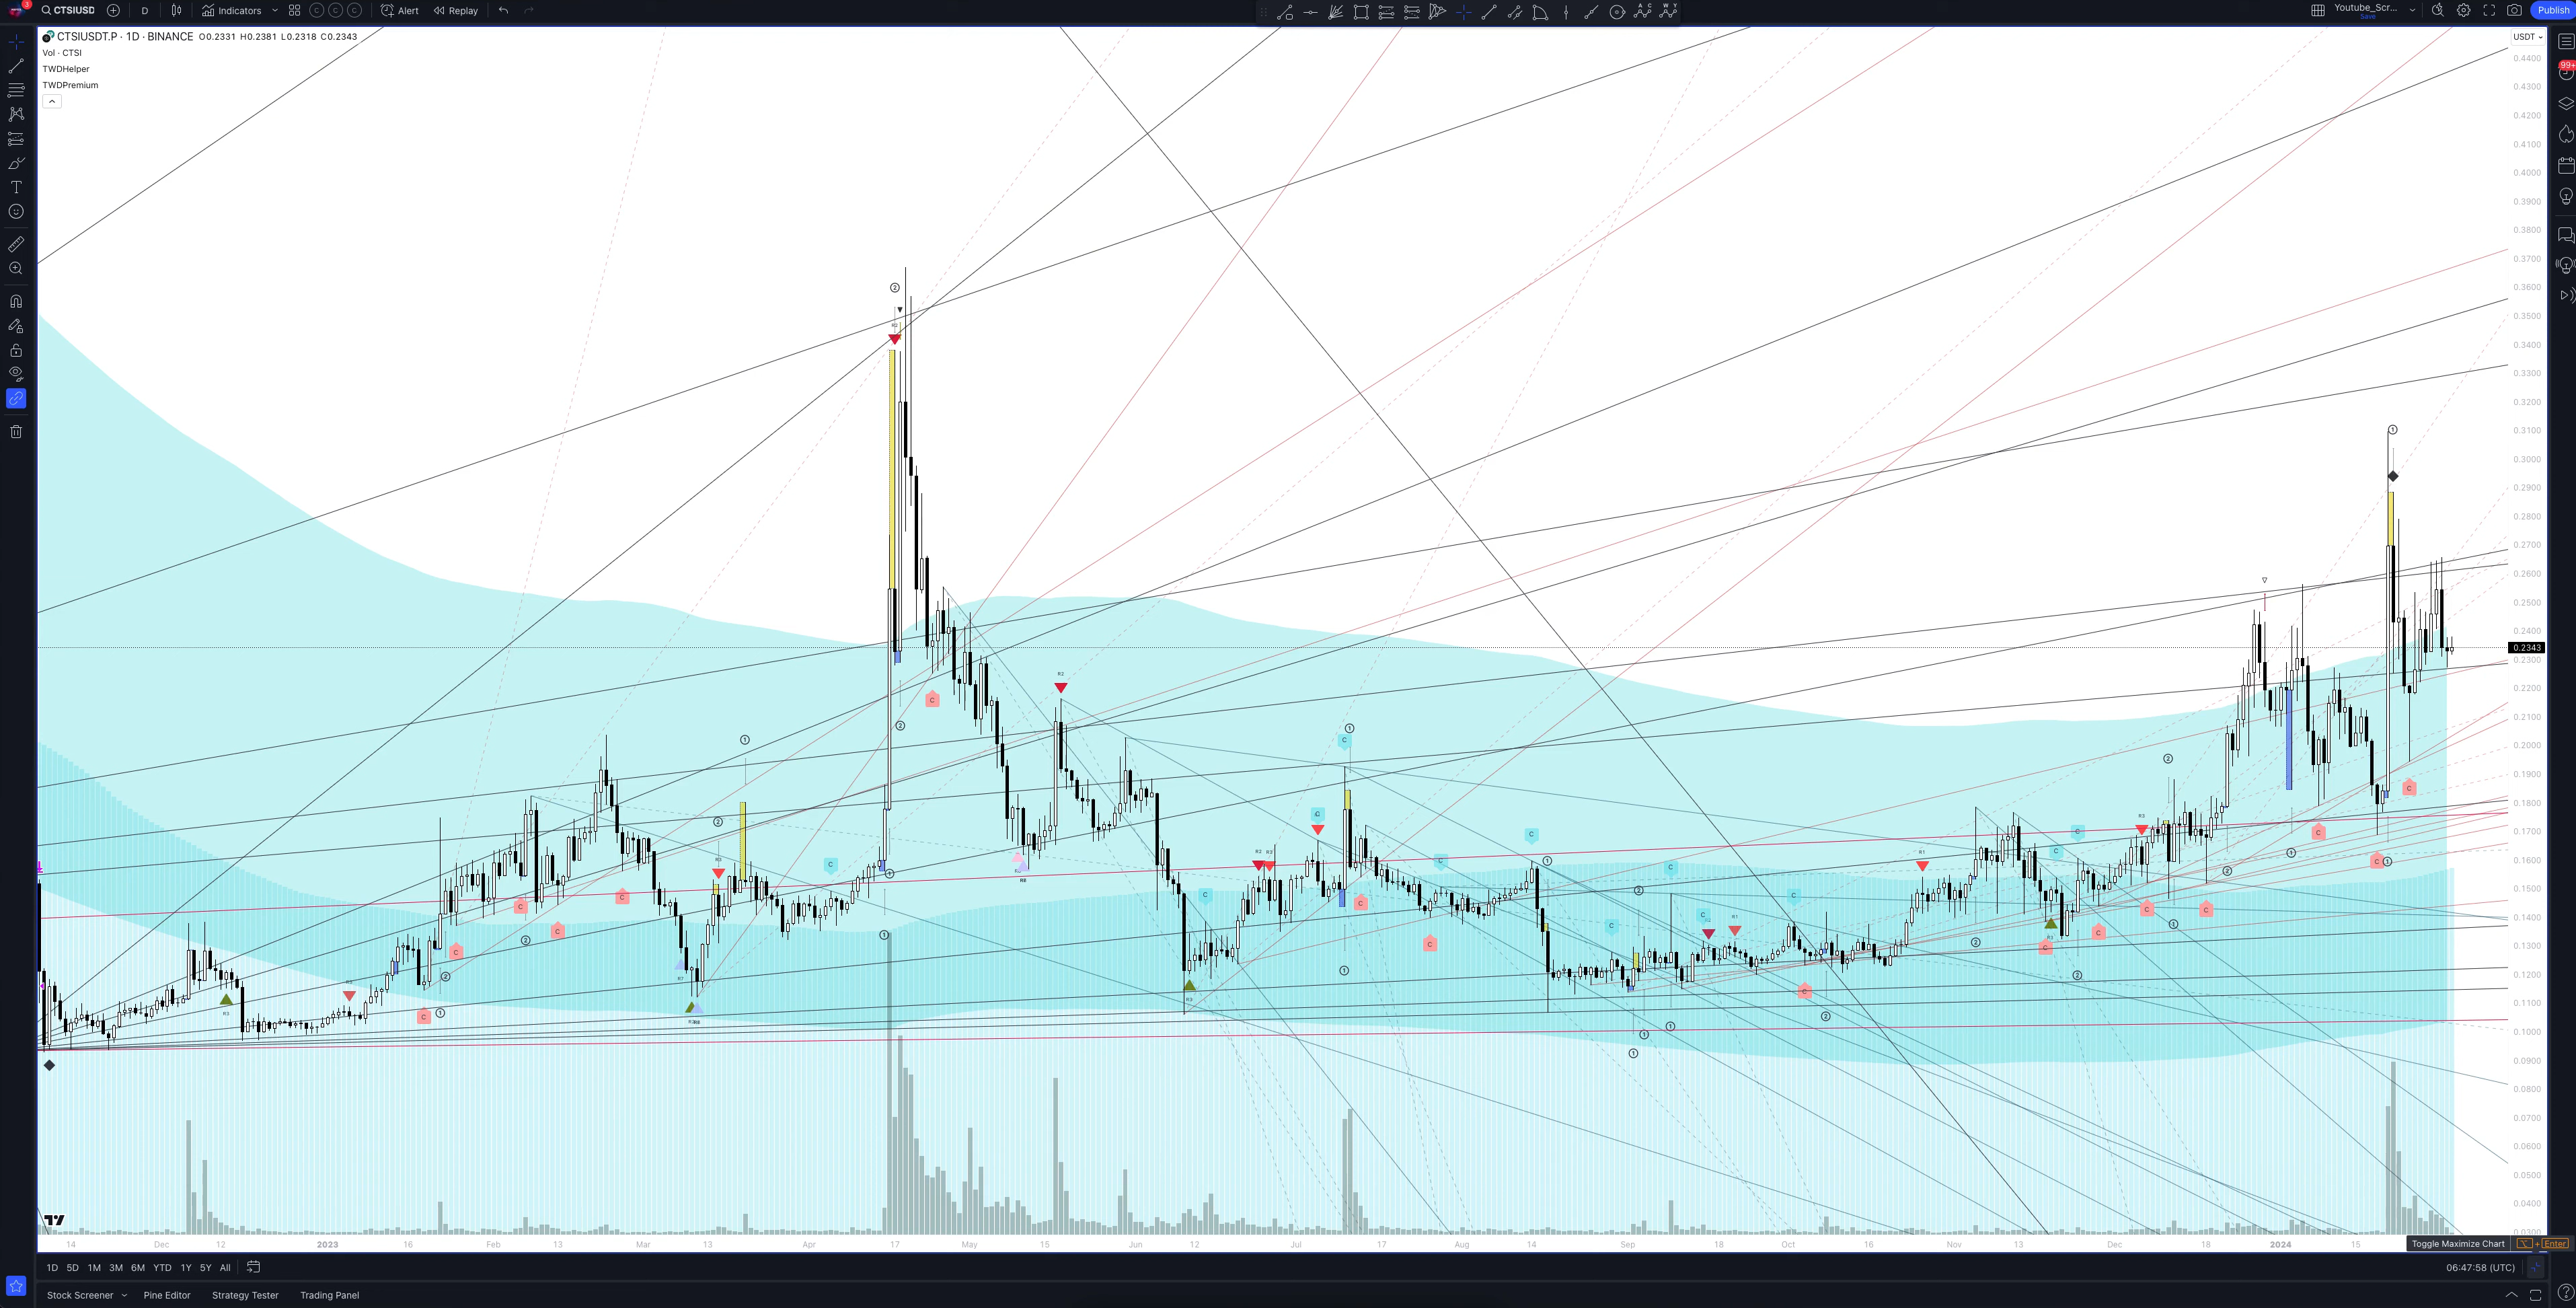 3
CTSIUSD
D
Indicators
Alert
Replay
Youtube_Scr...
Save
Publish
CTSIUSDT.P · 1D · BINANCE O0.2331 H0.2381 L0.2318 C0.2343
Vol · CTSI
TWDHelper
TWDPremium
USDT
99+
0.4400
0.4300
0.4200
0.4100
0.4000
0.3900
0.3800
0.3700
0.3600
0.3500
0.3400
0.3300
0.3200
0.3100
0.3000
0.2900
0.2800
0.2700
0.2600
0.2500
0.2400
0.2343
0.2300
0.2200
0.2100
0.2000
0.1900
0.1800
0.1700
0.1600
0.1500
0.1400
0.1300
0.1200
0.1100
0.1000
0.0900
0.0800
0.0700
0.0600
0.0500
0.0400
0.0300
14 Dec 12 2023 16 Feb 13 Mar 13 Apr 17 May 15 Jun 12 Jul 17 Aug 14 Sep 18 Oct 16 Nov 13 Dec 18 2024 15
Toggle Maximize Chart + Enter
1D 5D 1M 3M 6M YTD 1Y 5Y All
06:47:58 (UTC)
Stock Screener Pine Editor Strategy Tester Trading Panel